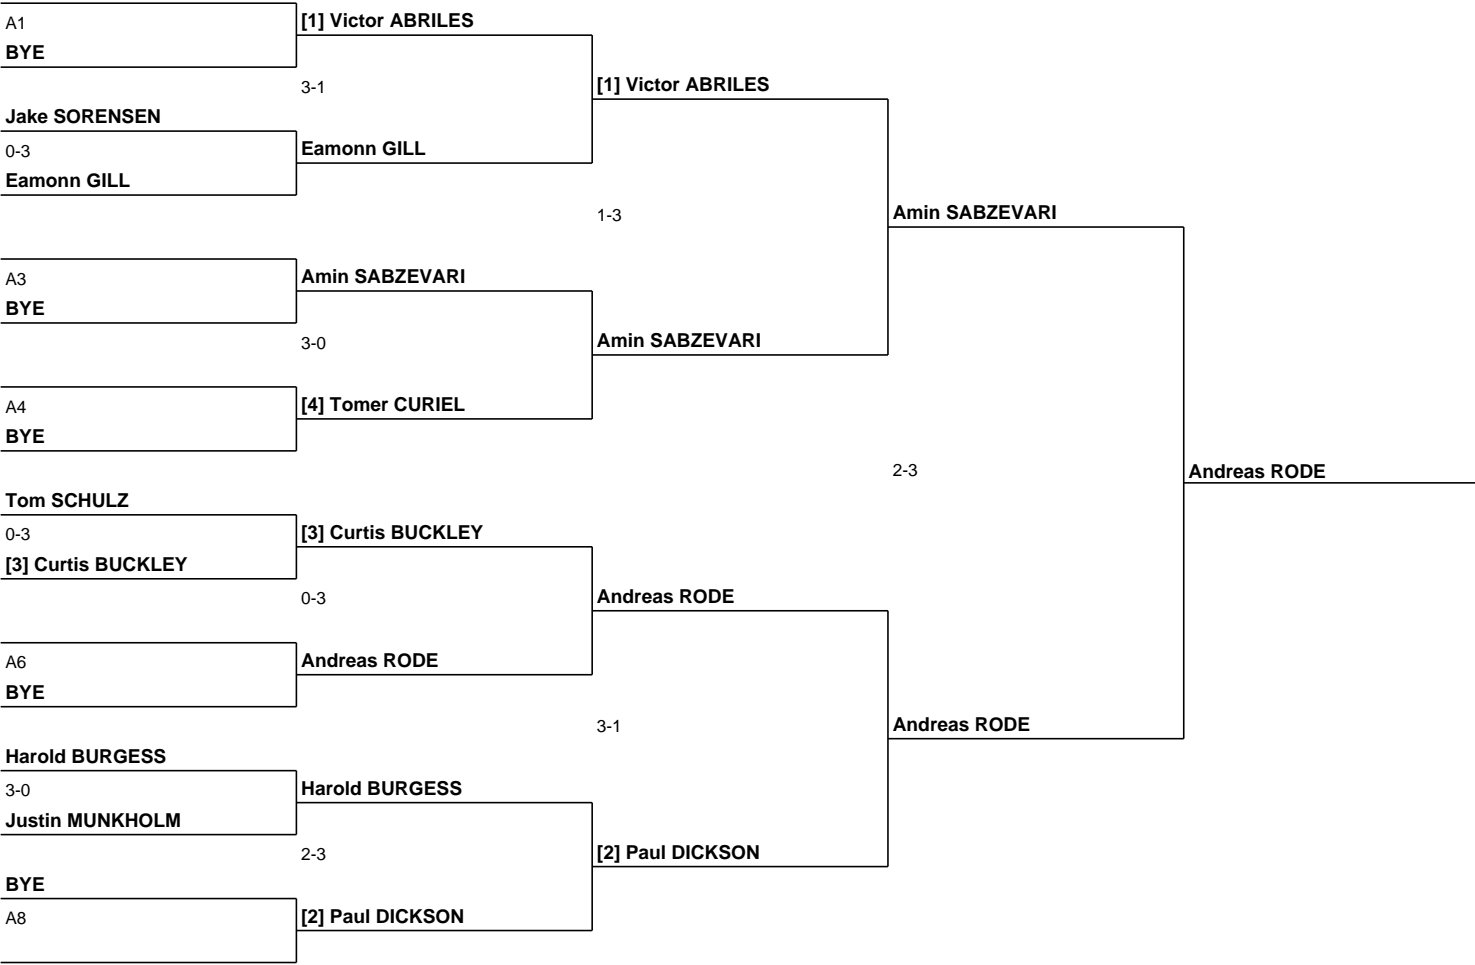 A1
BYE
[1] Victor ABRILES
3-1
[1] Victor ABRILES
Jake SORENSEN
0-3
Eamonn GILL
Eamonn GILL
1-3
Amin SABZEVARI
A3
BYE
Amin SABZEVARI
3-0
Amin SABZEVARI
A4
BYE
[4] Tomer CURIEL
2-3
Andreas RODE
Tom SCHULZ
0-3
[3] Curtis BUCKLEY
[3] Curtis BUCKLEY
0-3
Andreas RODE
A6
BYE
Andreas RODE
3-1
Andreas RODE
Harold BURGESS
3-0
Justin MUNKHOLM
Harold BURGESS
2-3
[2] Paul DICKSON
BYE
A8
[2] Paul DICKSON